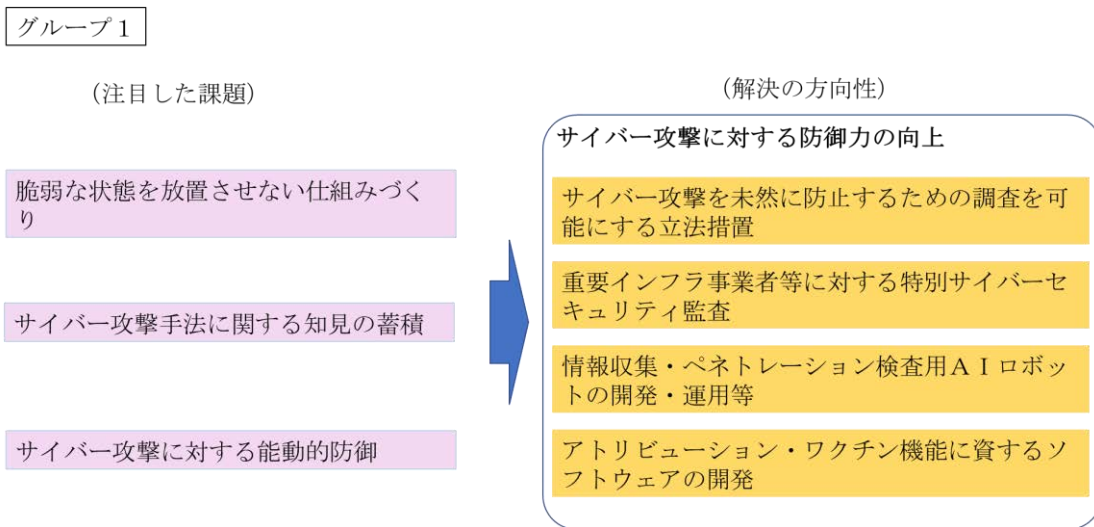 グループ１
（注目した課題）
脆弱な状態を放置させない仕組みづく
り
サイバー攻撃手法に関する知見の蓄積
サイバー攻撃に対する能動的防御
（解決の方向性）
サイバー攻撃に対する防御力の向上
サイバー攻撃を未然に防止するための調査を可
能にする立法措置
重要インフラ事業者等に対する特別サイバーセ
キュリティ監査
情報収集・ペネトレーション検査用ＡＩロボッ
トの開発・運用等
アトリビューション・ワクチン機能に資するソ
フトウェアの開発